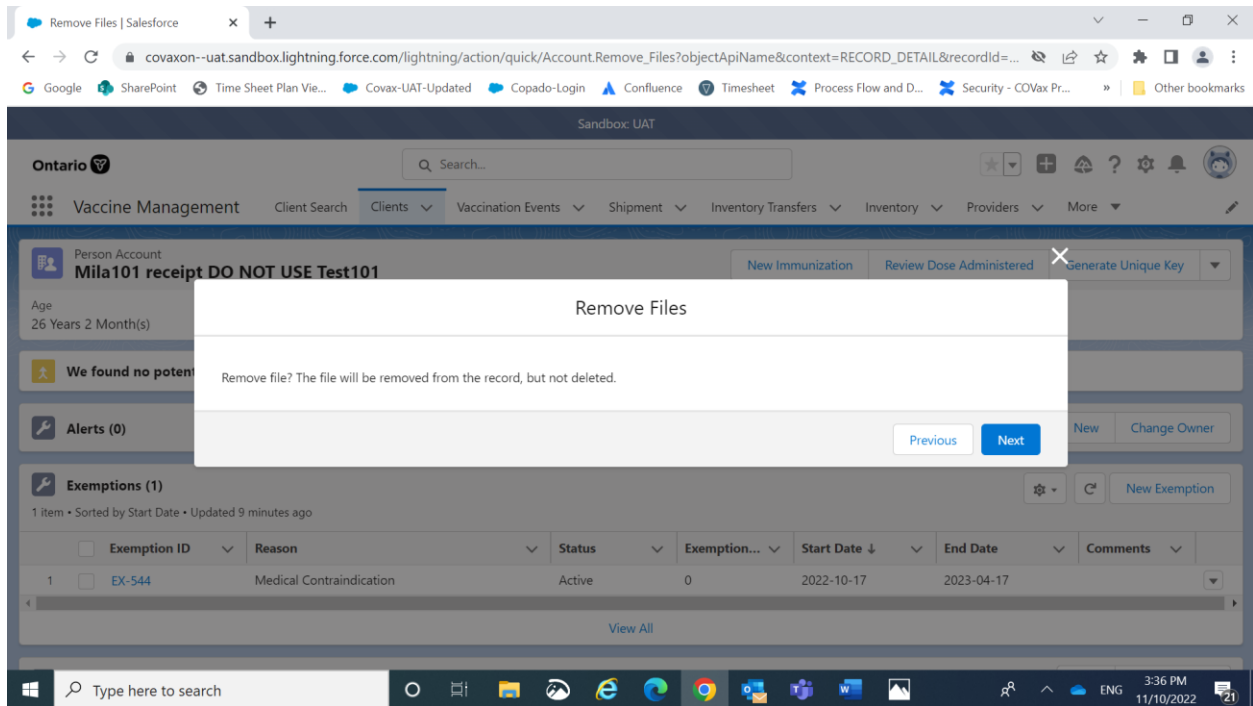 Remove Files | Salesforce
covaxon--uat.sandbox.lightning.force.com/lightning/action/quick/Account.Remove_Files?objectApiName&context=RECORD_DETAIL&recordId=...
Google SharePoint Time Sheet Plan Vie... Covax-UAT-Updated Copado-Login Confluence Timesheet Process Flow and D... Security - COVax Pr... » Other bookmarks
Sandbox: UAT
Ontario Search...
Vaccine Management Client Search Clients Vaccination Events Shipment Inventory Transfers Inventory Providers More
Person Account
Mila101 receipt DO NOT USE Test101
New Immunization Review Dose Administered Generate Unique Key
Age
26 Years 2 Month(s)
Remove Files
We found no potent
Remove file? The file will be removed from the record, but not deleted.
Alerts (0) New Change Owner
Previous Next
Exemptions (1) New Exemption
1 item • Sorted by Start Date • Updated 9 minutes ago
Exemption ID Reason Status Exemption... Start Date ↓ End Date Comments
1 EX-544 Medical Contraindication Active 0 2022-10-17 2023-04-17
View All
Type here to search ENG 3:36 PM
11/10/2022 21